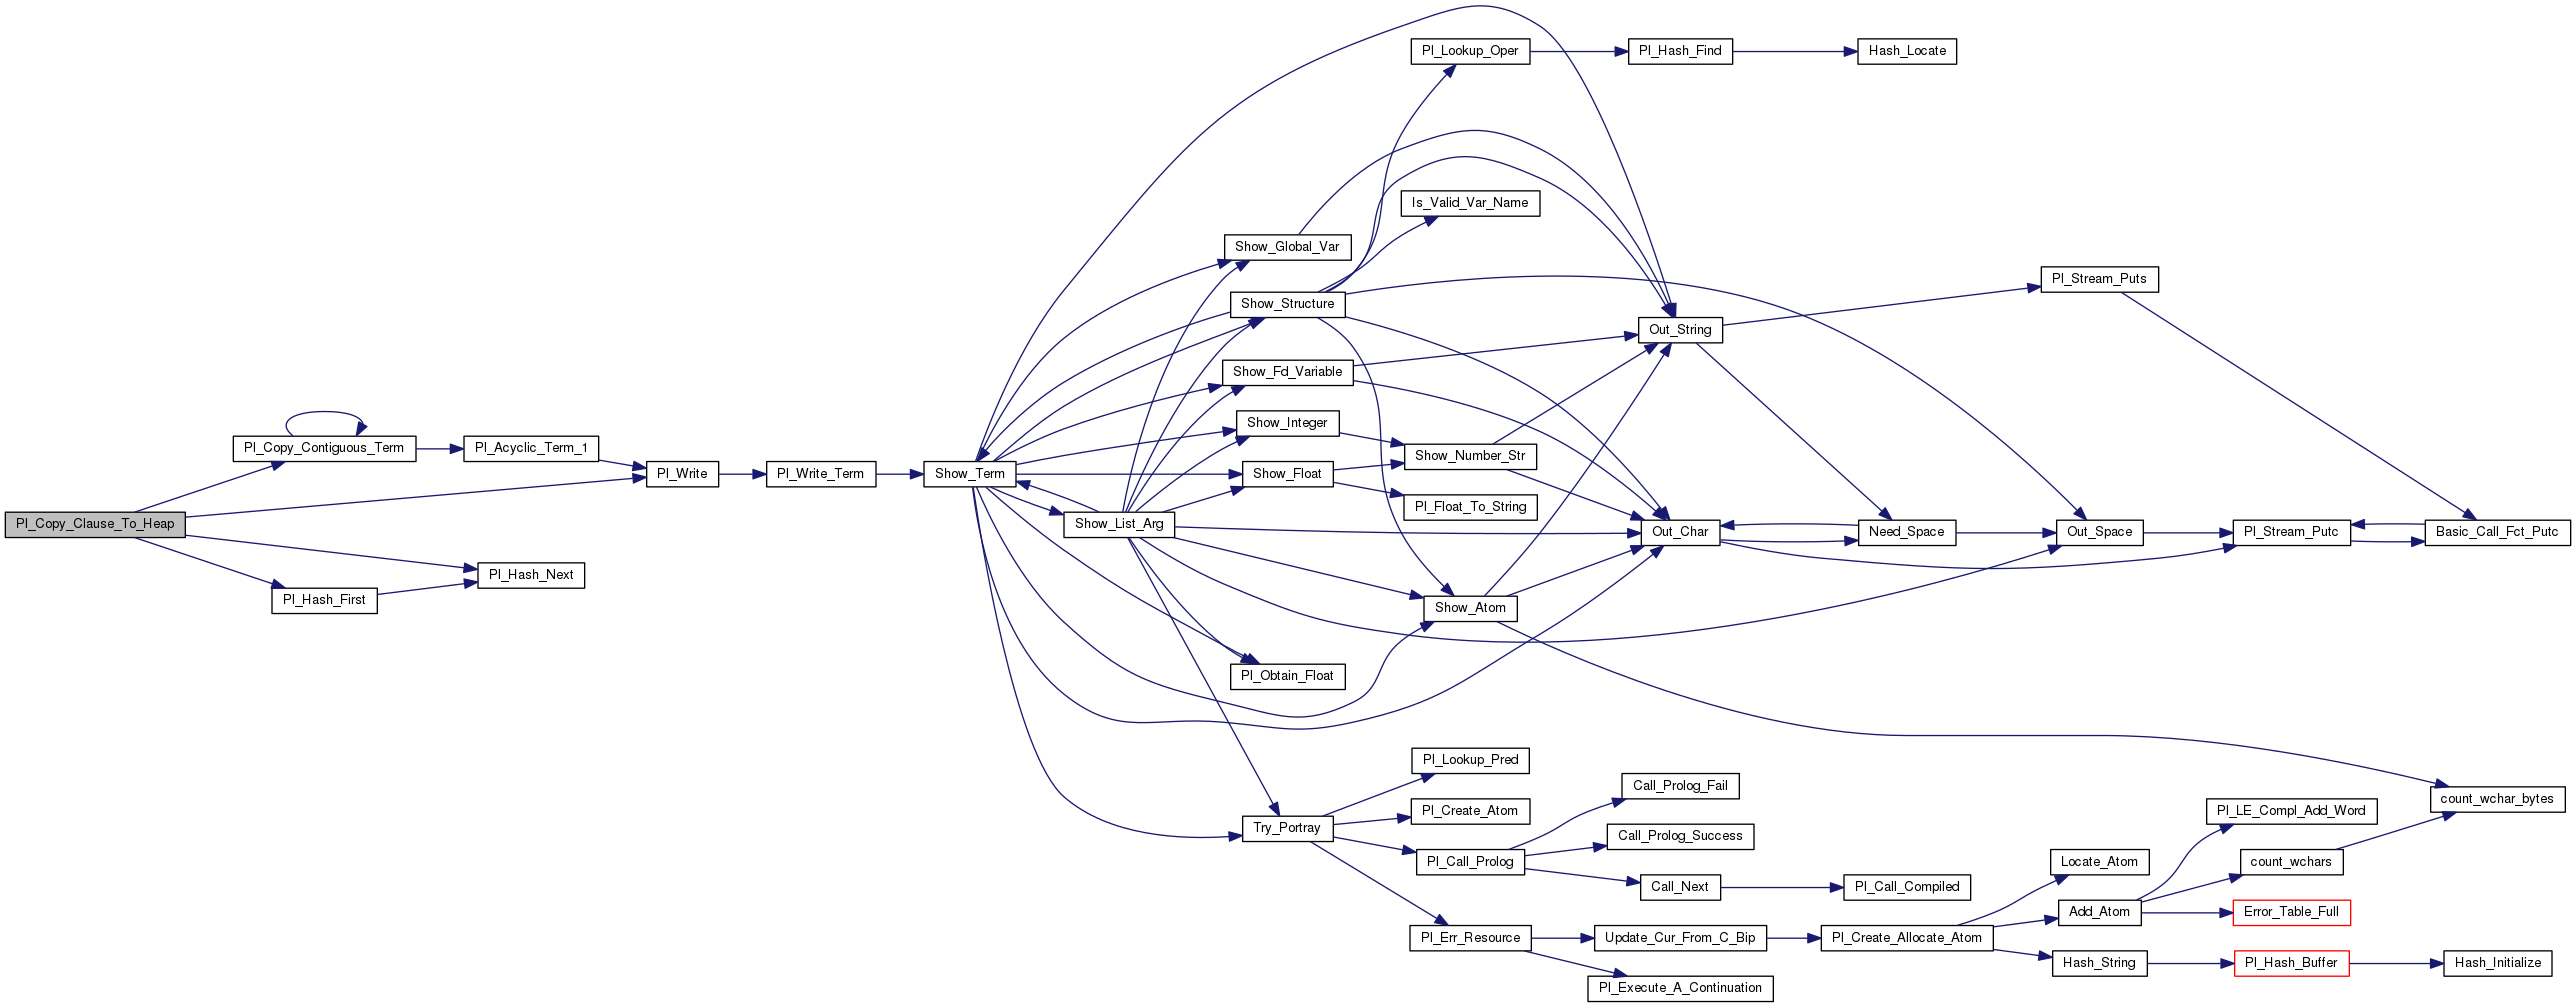 Pl_Copy_Clause_To_Heap
Pl_Copy_Contiguous_Term
Pl_Hash_First
Pl_Acyclic_Term_1
Pl_Hash_Next
Pl_Write
Pl_Write_Term
Show_Term
Show_List_Arg
Show_Global_Var
Show_Structure
Show_Fd_Variable
Show_Integer
Show_Float
Pl_Obtain_Float
Try_Portray
Pl_Lookup_Oper
Is_Valid_Var_Name
Show_Number_Str
Pl_Float_To_String
Show_Atom
Pl_Lookup_Pred
Pl_Create_Atom
Pl_Call_Prolog
Pl_Err_Resource
Pl_Hash_Find
Out_String
Out_Char
Call_Prolog_Fail
Call_Prolog_Success
Call_Next
Update_Cur_From_C_Bip
Pl_Execute_A_Continuation
Hash_Locate
Need_Space
Pl_Call_Compiled
Pl_Create_Allocate_Atom
Pl_Stream_Puts
Out_Space
Locate_Atom
Add_Atom
Hash_String
Pl_Stream_Putc
Pl_LE_Compl_Add_Word
count_wchars
Error_Table_Full
Pl_Hash_Buffer
Basic_Call_Fct_Putc
count_wchar_bytes
Hash_Initialize